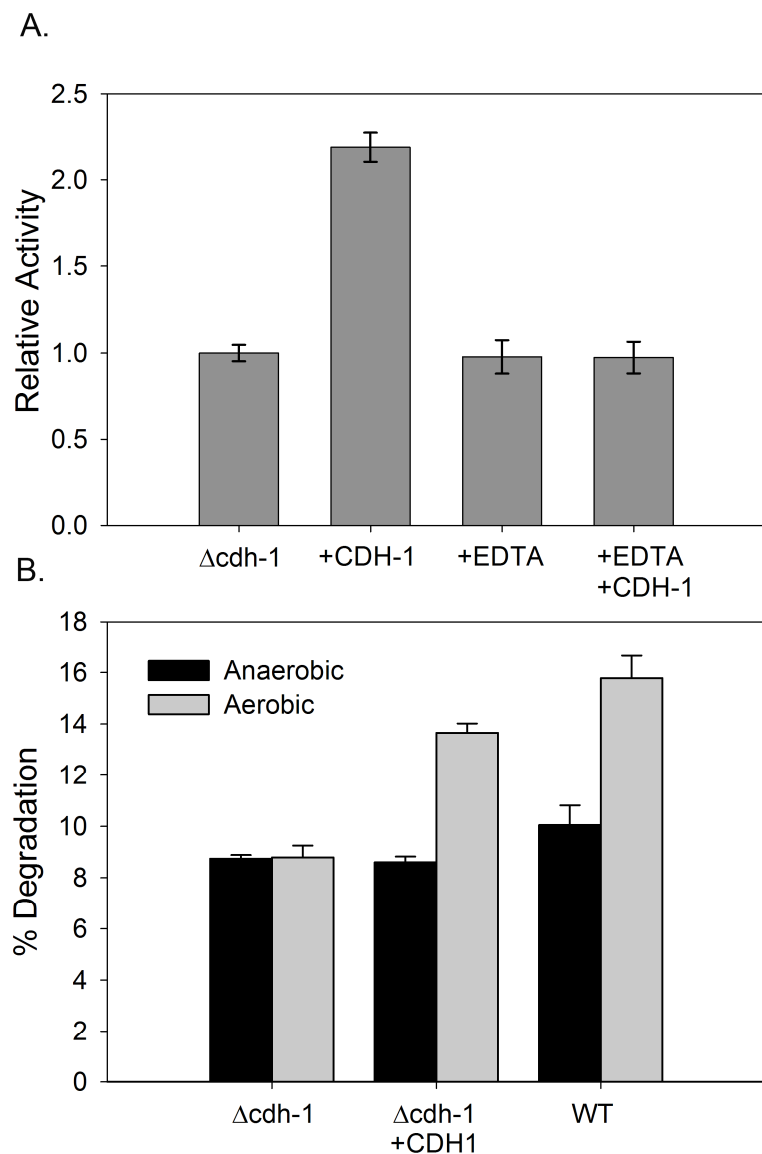 A.
Relative Activity
2.5
2.0
1.5
1.0
0.5
0.0
Δcdh-1
+CDH-1
+EDTA
+EDTA
+CDH-1
B.
% Degradation
18
16
14
12
10
8
6
4
2
0
Anaerobic
Aerobic
Δcdh-1
Δcdh-1
+CDH1
WT